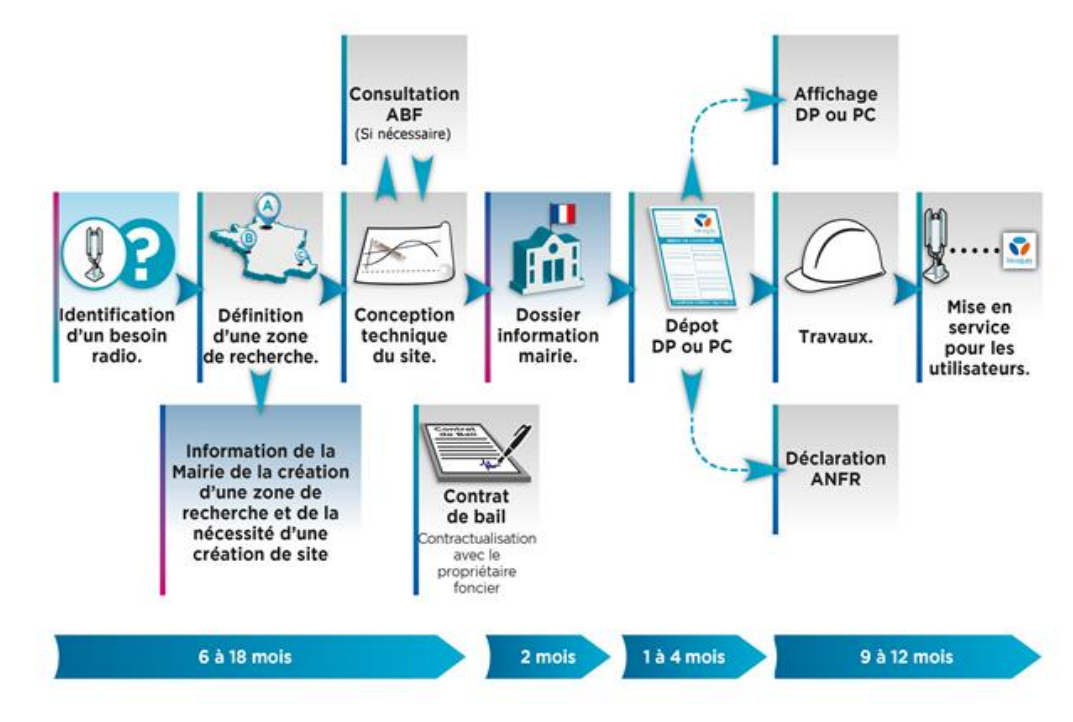 Consultation
ABF
(Si nécessaire)
Affichage
DP ou PC
Identification
d'un besoin
radio.
A
B
C
Définition
d'une zone
de recherche.
Conception
technique
du site.
Dossier
information
mairie.
Dépot
DP ou PC
Travaux.
Mise en
service
pour les
utilisateurs.
Information de la
Mairie de la création
d'une zone de
recherche et de la
nécessité d'une
création de site
Contrat
de Bail
Contrat
de bail
Contractualisation
avec le
propriétaire
foncier
Déclaration
ANFR
6 à 18 mois
2 mois
1 à 4 mois
9 à 12 mois